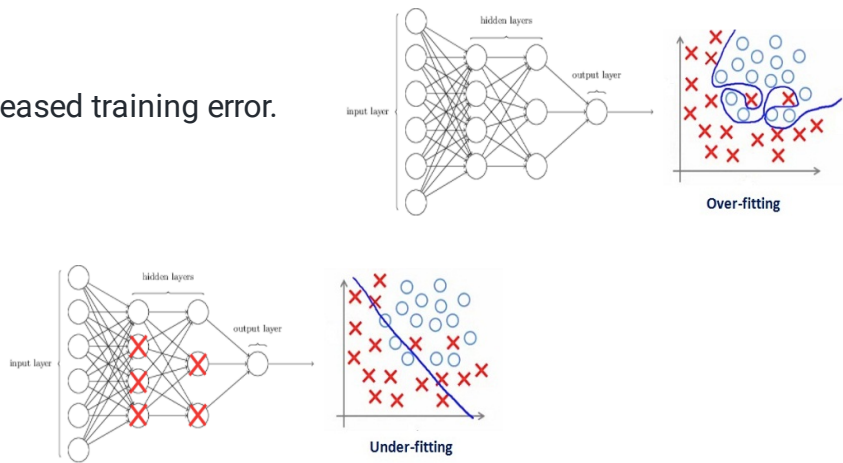 hidden layers
output layer
eased training error.
input layer
Over-fitting
hidden layers
output layer
input layer
Under-fitting